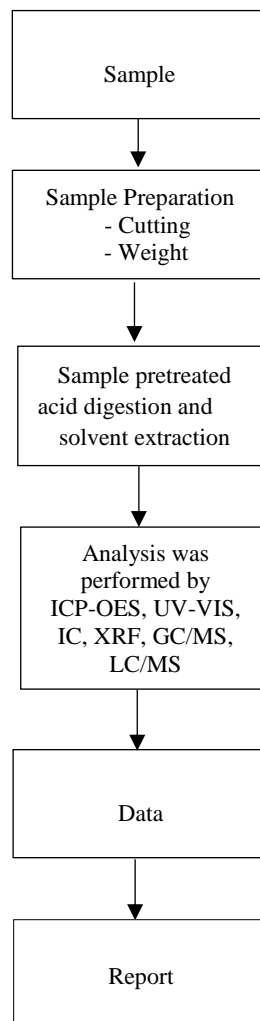 Sample
Sample Preparation
- Cutting
- Weight
Sample pretreated
acid digestion and
solvent extraction
Analysis was
performed by
ICP-OES, UV-VIS,
IC, XRF, GC/MS,
LC/MS
Data
Report